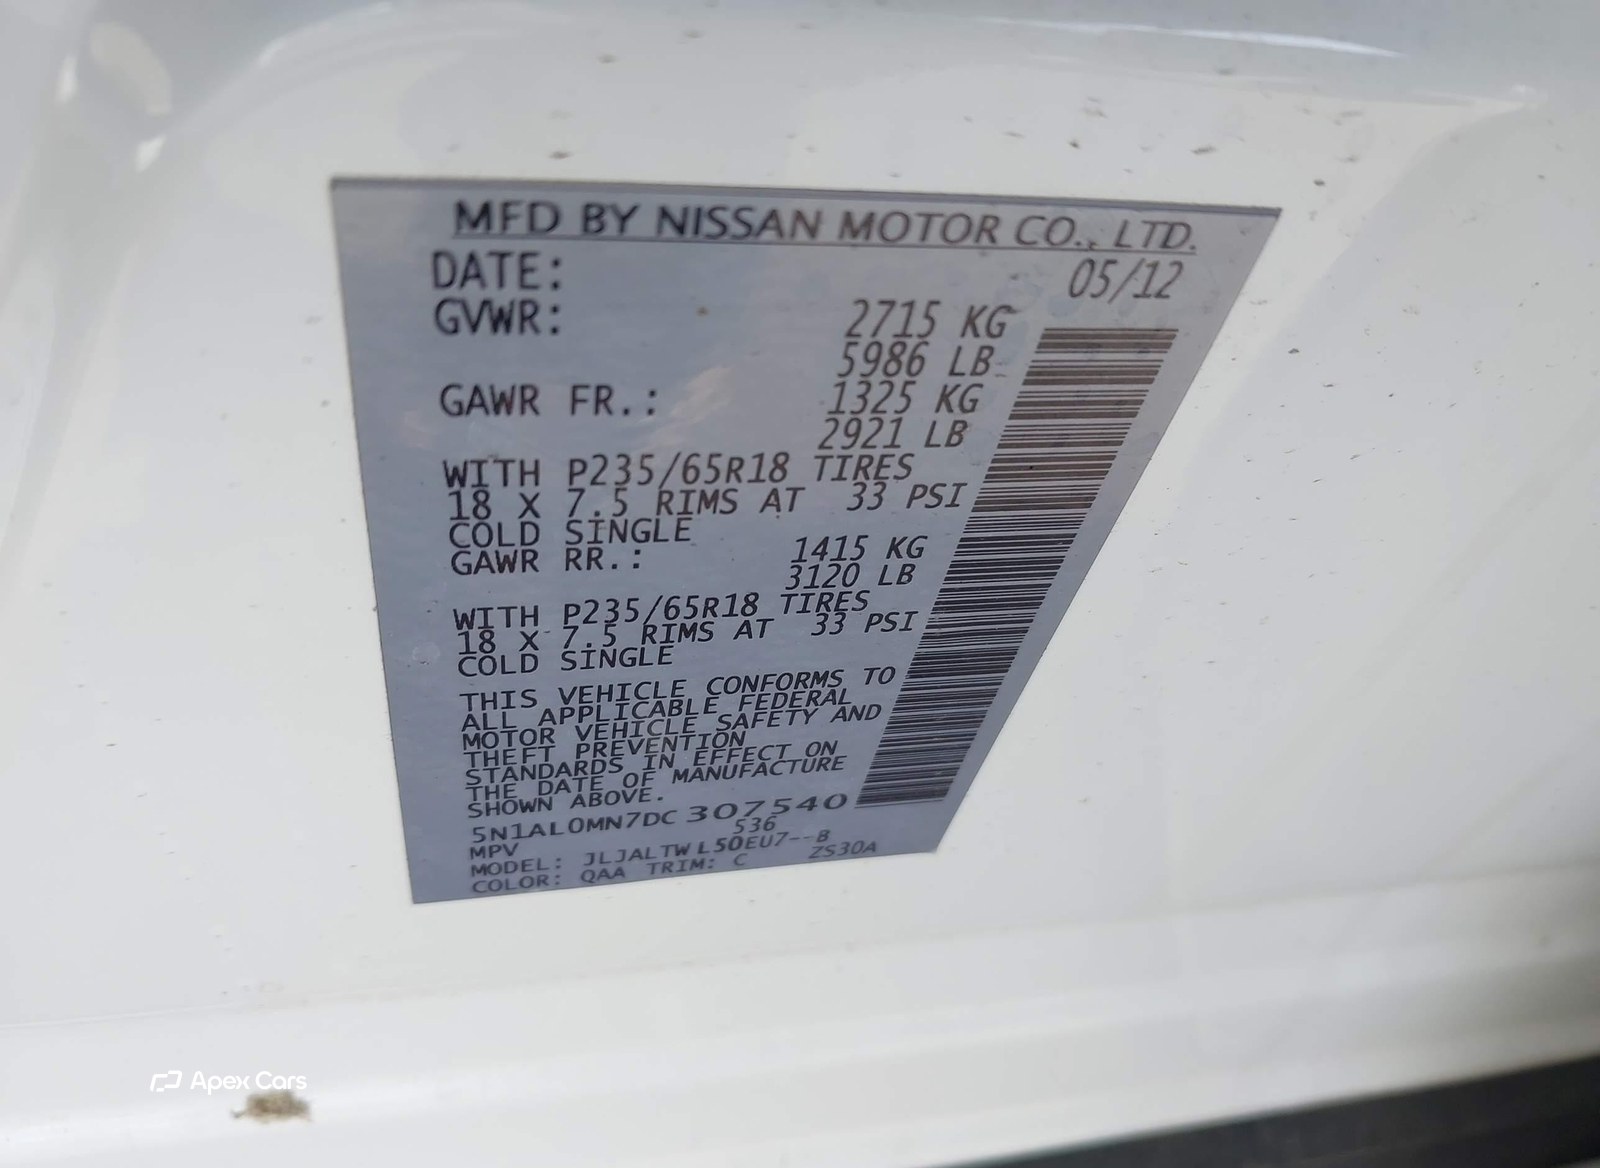 MFD BY NISSAN MOTOR CO., LTD.
DATE: 05/12
GVWR: 2715 KG
5986 LB
GAWR FR.: 1325 KG
2921 LB
WITH P235/65R18 TIRES
18 X 7.5 RIMS AT 33 PSI
COLD SINGLE
GAWR RR.: 1415 KG
3120 LB
WITH P235/65R18 TIRES
18 X 7.5 RIMS AT 33 PSI
COLD SINGLE
THIS VEHICLE CONFORMS TO
ALL APPLICABLE FEDERAL
MOTOR VEHICLE SAFETY AND
THEFT PREVENTION
STANDARDS IN EFFECT ON
THE DATE OF MANUFACTURE
SHOWN ABOVE.
5N1AL0MN7DC307540
MPV 536
MODEL: JLJALTWL50EU7--B
COLOR: QAA TRIM: C ZS30A
Apex Cars